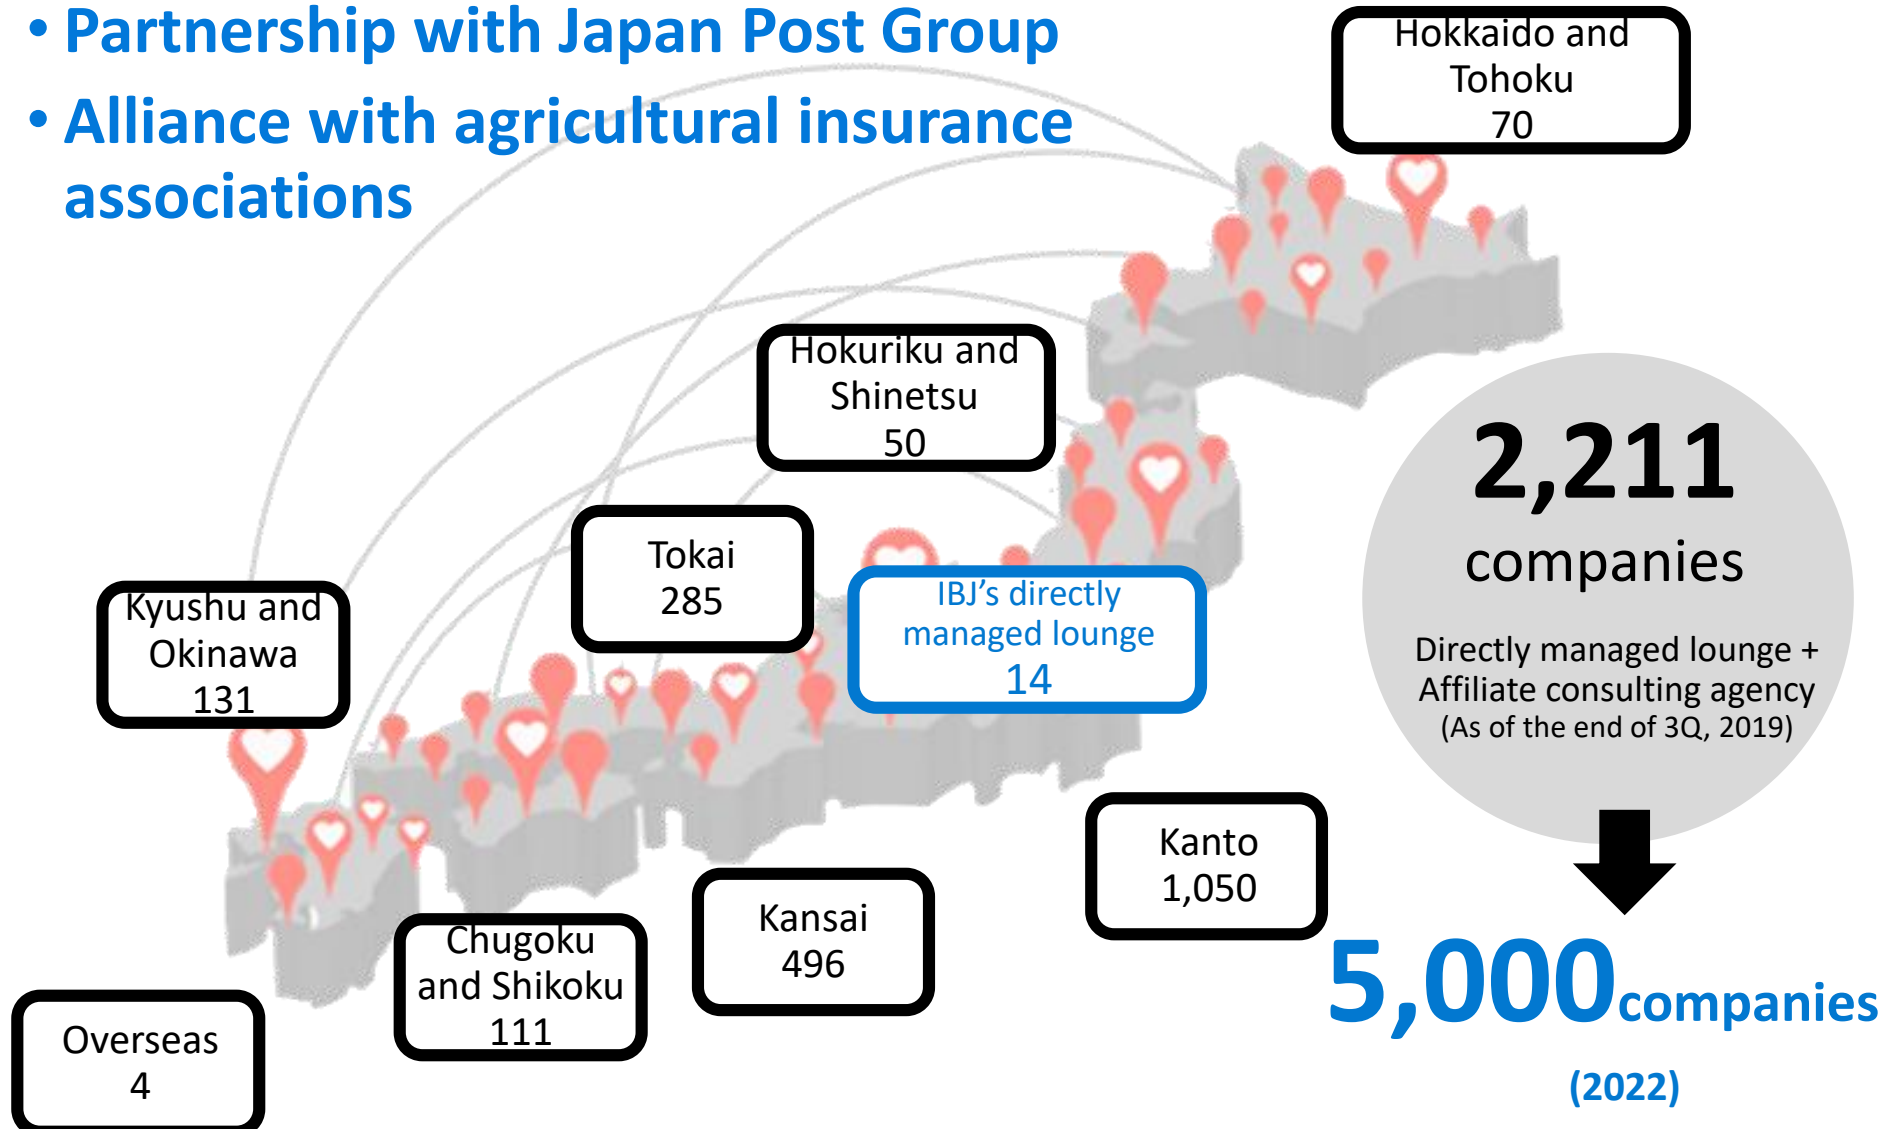 • Partnership with Japan Post Group
• Alliance with agricultural insurance
associations
Hokkaido and
Tohoku
70
Hokuriku and
Shinetsu
50
Tokai
285
IBJ's directly
managed lounge
14
Kyushu and
Okinawa
131
2,211
companies
Directly managed lounge +
Affiliate consulting agency
(As of the end of 3Q, 2019)
Kanto
1,050
Kansai
496
Chugoku
and Shikoku
111
Overseas
4
5,000 companies
(2022)